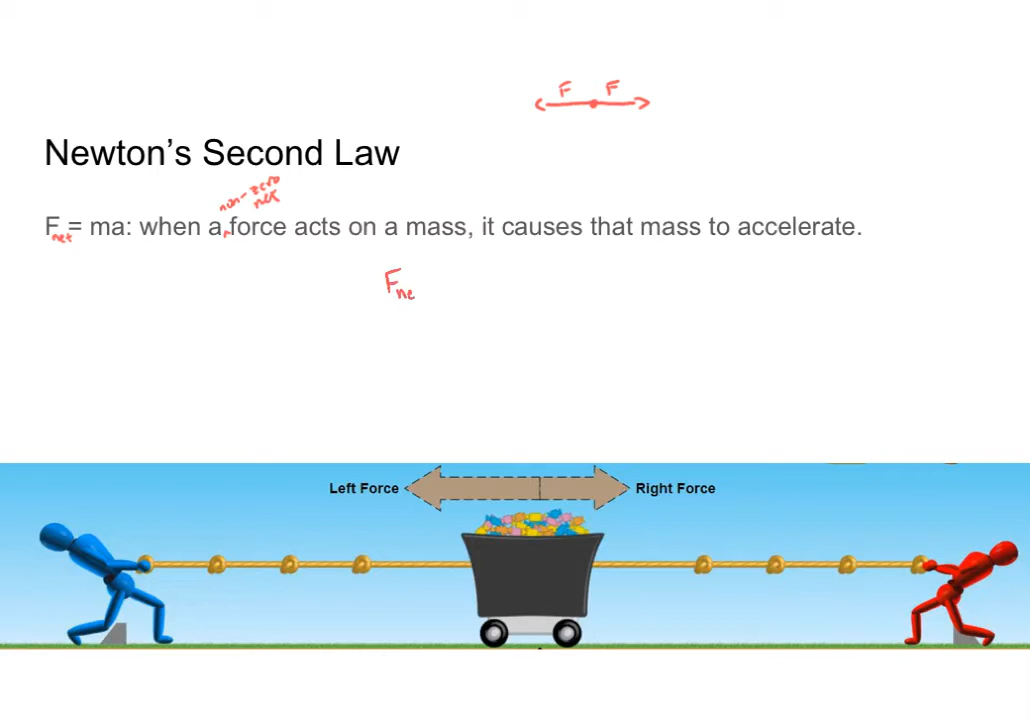 F F
Newton's Second Law
non-zero
net
F = ma: when a force acts on a mass, it causes that mass to accelerate.
net
Fne
Left Force Right Force